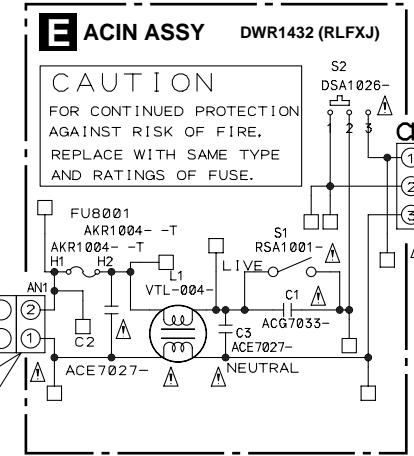 E ACIN ASSY DWR1432 (RLFXJ)
CAUTION
FOR CONTINUED PROTECTION
AGAINST RISK OF FIRE,
REPLACE WITH SAME TYPE
AND RATINGS OF FUSE.
S2
DSA1026-
1 2 3
1
2
3
FU8001
AKR1004- -T
AKR1004- -T
H1 H2
S1
RSA1001-
LIVE
L1
VTL-004-
AN1
2
1
C1
ACG7033-
C2
C3
ACE7027-
ACE7027-
NEUTRAL